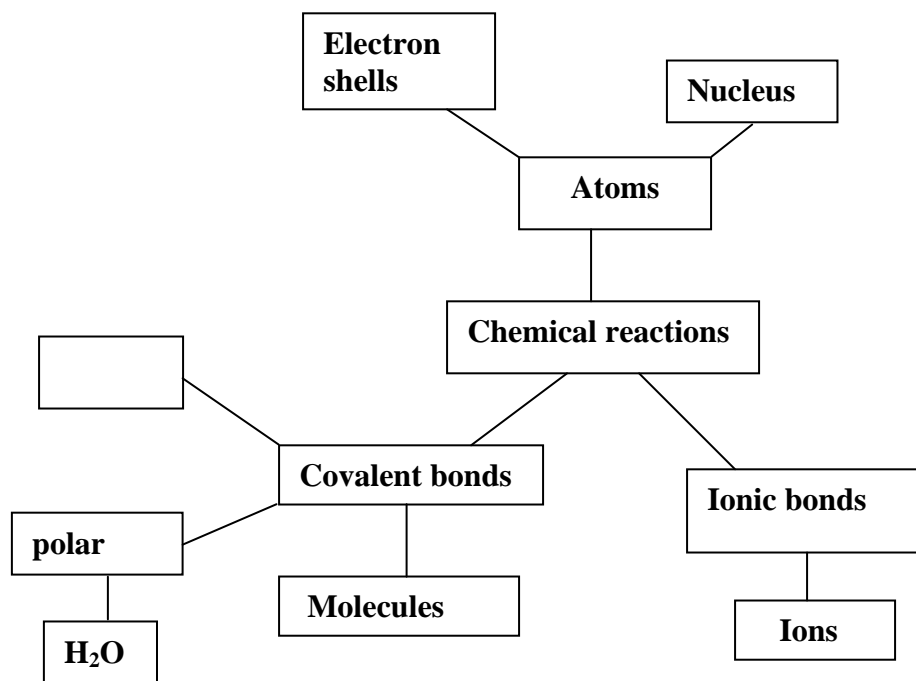 Electron
shells
Nucleus
Atoms
Chemical reactions
Covalent bonds
Ionic bonds
polar
Molecules
Ions
H₂O